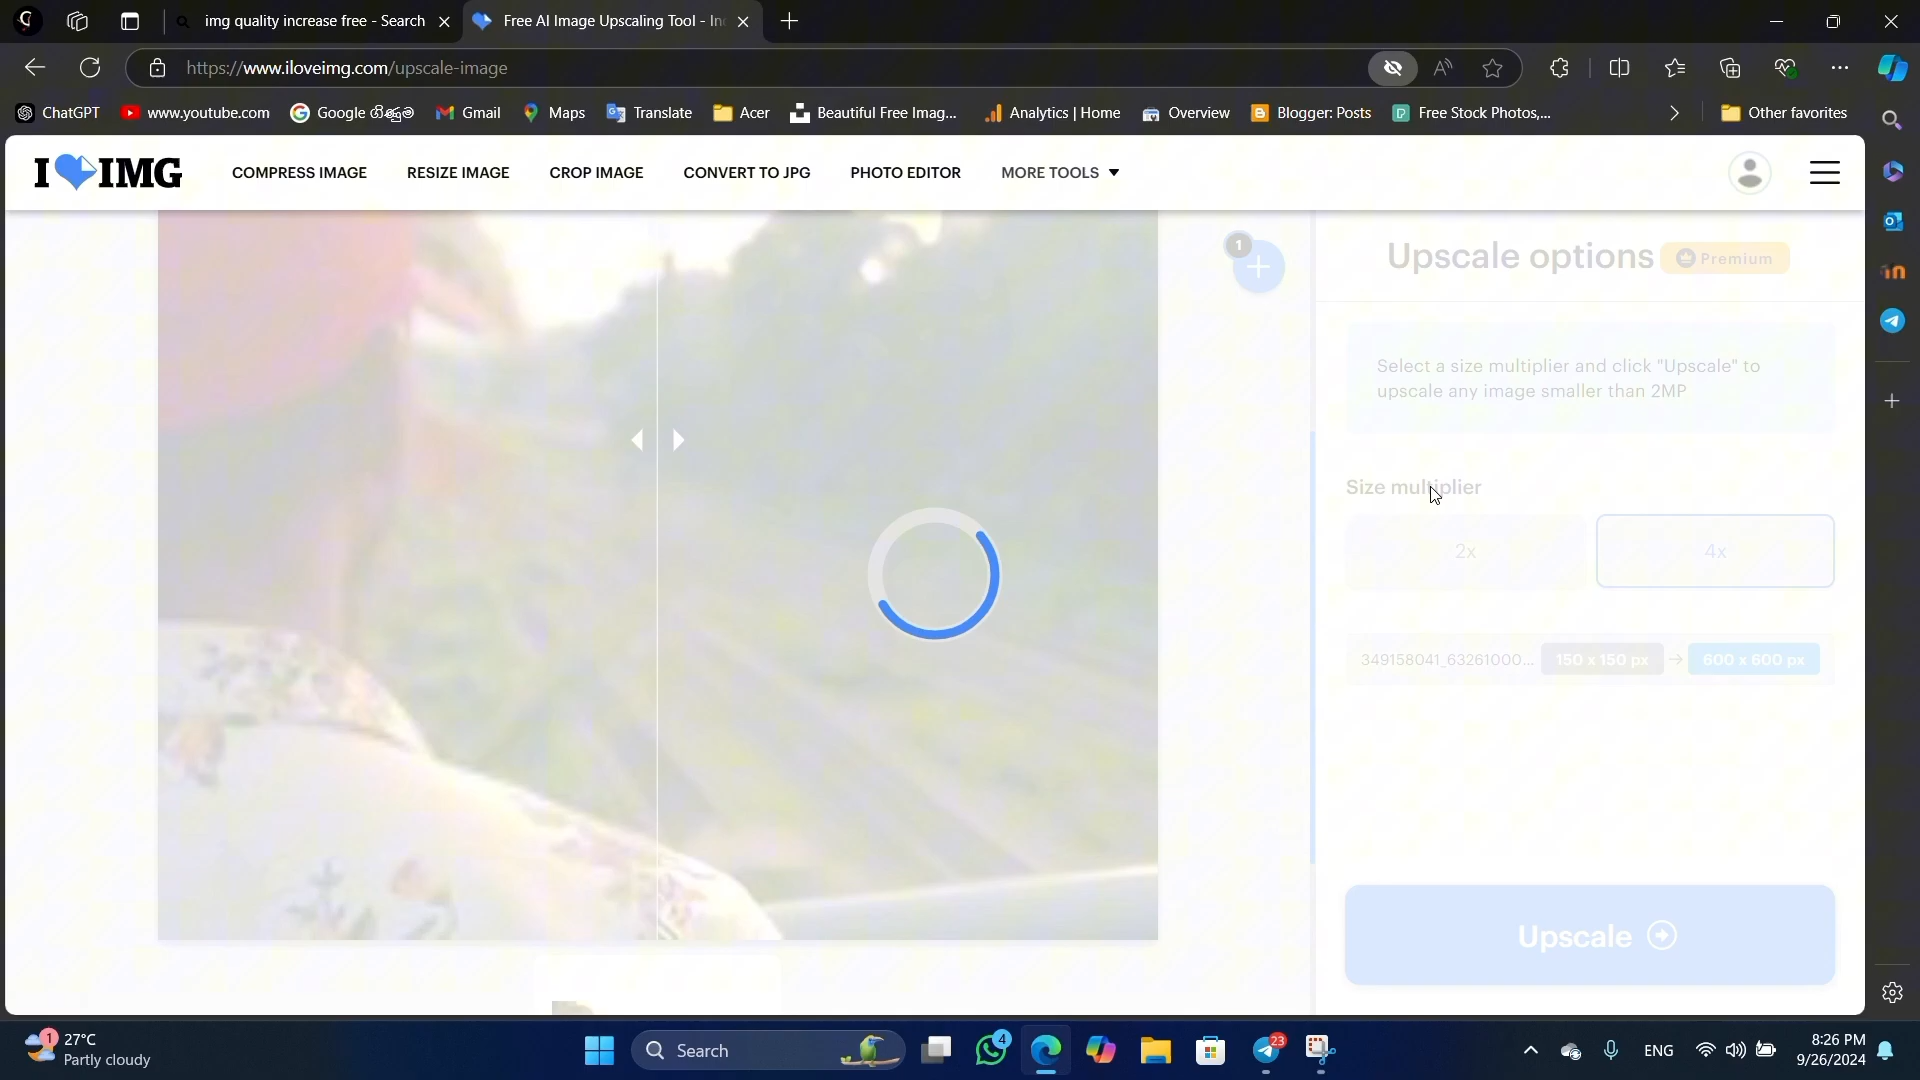 img quality increase free - Search
Free AI Image Upscaling Tool - In
https://www.iloveimg.com/upscale-image
ChatGPT
www.youtube.com
Google
Gmail
Maps
Translate
Acer
Beautiful Free Imag...
Analytics | Home
Overview
Blogger: Posts
Free Stock Photos,...
Other favorites
I IMG
COMPRESS IMAGE
RESIZE IMAGE
CROP IMAGE
CONVERT TO JPG
PHOTO EDITOR
MORE TOOLS
1
Upscale options
Premium
Select a size multiplier and click "Upscale" to
upscale any image smaller than 2MP
Size multiplier
2x
4x
349158041_63261000...
150 x 150 px
600 x 600 px
Upscale
1
27°C
Partly cloudy
Search
4
23
ENG
8:26 PM
9/26/2024